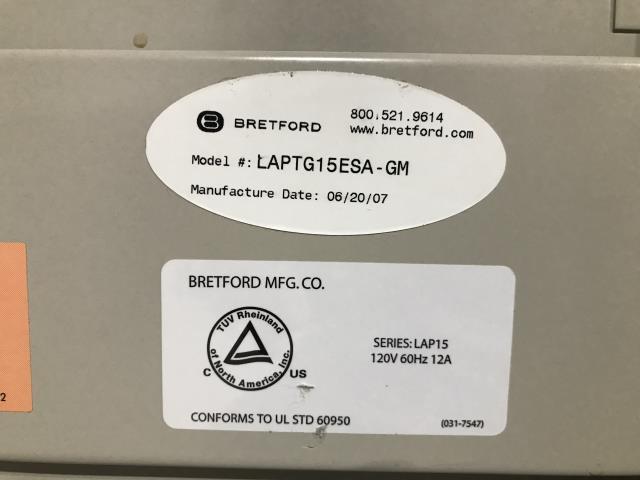 BRETFORD
800.521.9614
www.bretford.com
Model #: LAPTG15ESA-GM
Manufacture Date: 06/20/07
BRETFORD MFG. CO.
TUV Rheinland
of North America, Inc.
C US
SERIES: LAP15
120V 60Hz 12A
CONFORMS TO UL STD 60950
(031-7547)
2